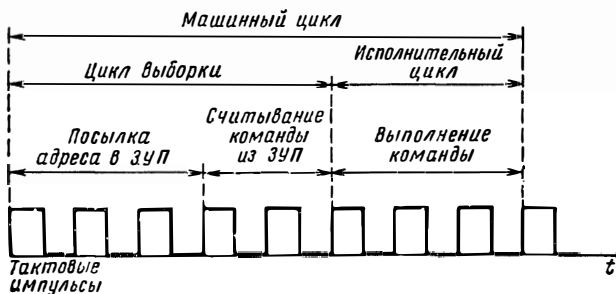 Машинный цикл
Цикл выборки
Исполнительный
цикл
Посылка
адреса в ЗУП
Считывание
команды
из ЗУП
Выполнение
команды
Тактовые
импульсы
t